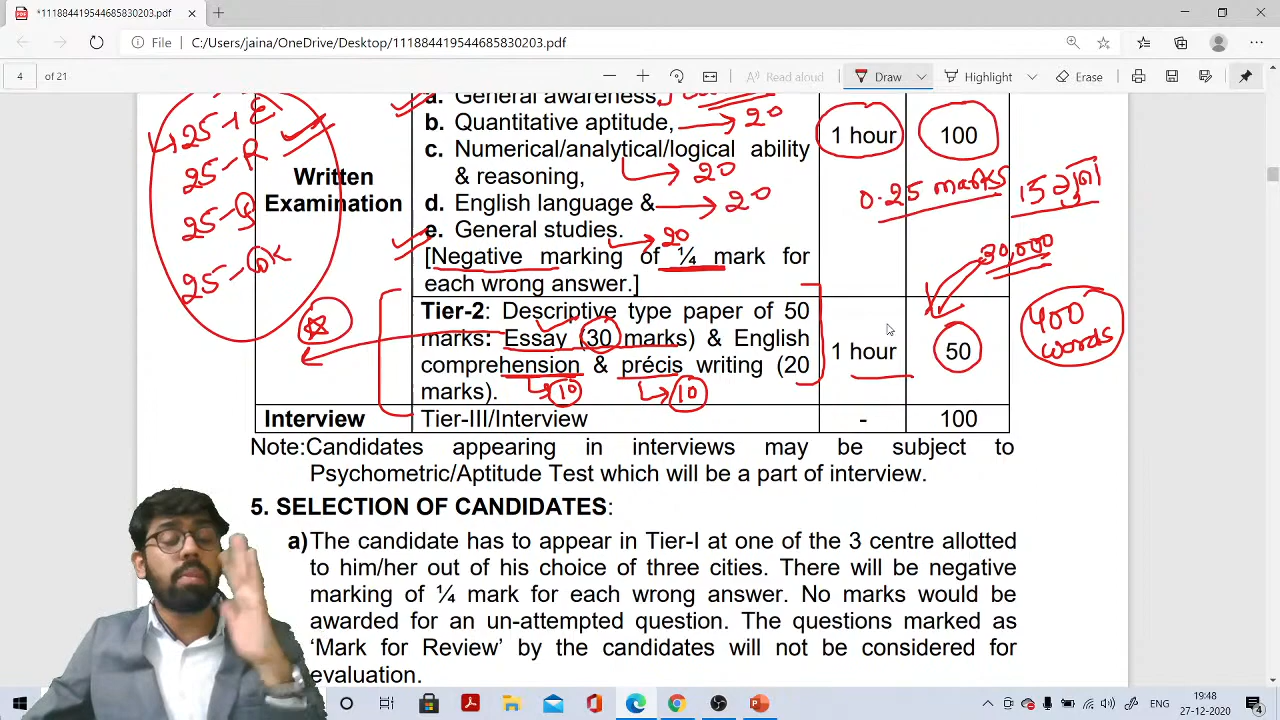 *111884419544685830203.pdf
File
C:/Users/jaina/OneDrive/Desktop/111884419544685830203.pdf
4 of 21
Read aloud
Draw
Highlight
Erase
a. General awareness,
b. Quantitative aptitude, → 20
c. Numerical/analytical/logical ability
& reasoning, → 20
d. English language & → 20
e. General studies. → 20
[Negative marking of ¼ mark for
each wrong answer.]
1 hour
100
0.25 marks
152
30,000
25 - E
25 - R
25 - Q
25 - GK
Written
Examination
Tier-2: Descriptive type paper of 50
marks: Essay (30 marks) & English
comprehension & précis writing (20
marks).
10
10
1 hour
50
400
words
Interview
Tier-III/Interview
-
100
Note:Candidates appearing in interviews may be subject to
Psychometric/Aptitude Test which will be a part of interview.
5. SELECTION OF CANDIDATES:
a)The candidate has to appear in Tier-I at one of the 3 centre allotted
to him/her out of his choice of three cities. There will be negative
marking of ¼ mark for each wrong answer. No marks would be
awarded for an un-attempted question. The questions marked as
‘Mark for Review’ by the candidates will not be considered for
evaluation.
ENG
19:48
27-12-2020
4